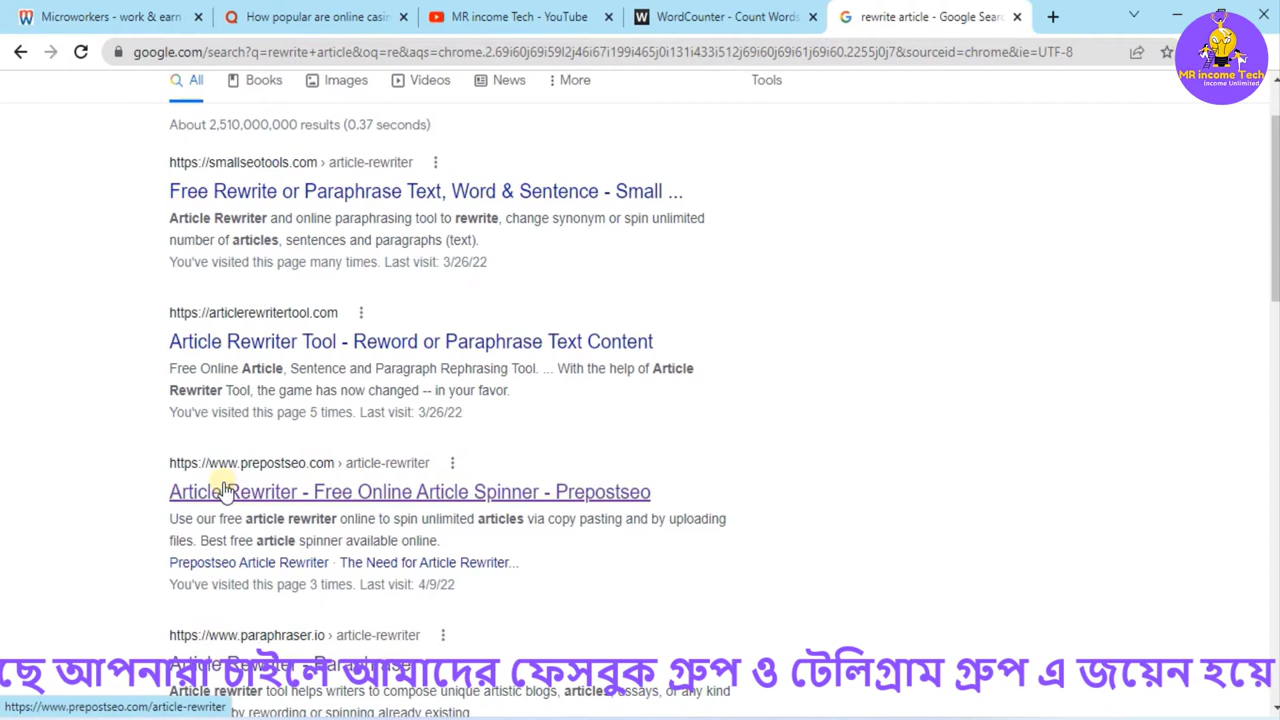 Microworkers - work & earn
How popular are online casin
MR income Tech - YouTube
WordCounter - Count Words
rewrite article - Google Searc
google.com/search?q=rewrite+article&oq=re&aqs=chrome.2.69i60j69i59l2j46i67i199i465j0i131i433i512j69i60j69i61j69i60.2255j0j7&sourceid=chrome&ie=UTF-8
MR income Tech
Income Unlimited
All Books Images Videos News More Tools
About 2,510,000,000 results (0.37 seconds)
https://smallseotools.com › article-rewriter
Free Rewrite or Paraphrase Text, Word & Sentence - Small ...
Article Rewriter and online paraphrasing tool to rewrite, change synonym or spin unlimited
number of articles, sentences and paragraphs (text).
You've visited this page many times. Last visit: 3/26/22
https://articlerewritertool.com
Article Rewriter Tool - Reword or Paraphrase Text Content
Free Online Article, Sentence and Paragraph Rephrasing Tool. ... With the help of Article
Rewriter Tool, the game has now changed -- in your favor.
You've visited this page 5 times. Last visit: 3/26/22
https://www.prepostseo.com › article-rewriter
Article Rewriter - Free Online Article Spinner - Prepostseo
Use our free article rewriter online to spin unlimited articles via copy pasting and by uploading
files. Best free article spinner available online.
Prepostseo Article Rewriter · The Need for Article Rewriter...
You've visited this page 3 times. Last visit: 4/9/22
https://www.paraphraser.io › article-rewriter
Article Rewriter - Paraphrase
ছে আপনারা চাইলে আমাদের ফেসবুক গ্রুপ ও টেলিগ্রাম গ্রুপ এ জয়েন হয়ে
Article rewriter tool helps writers to compose unique artistic blogs, articles, essays, or any kind
https://www.prepostseo.com/article-rewriter
by rewording or spinning already existing